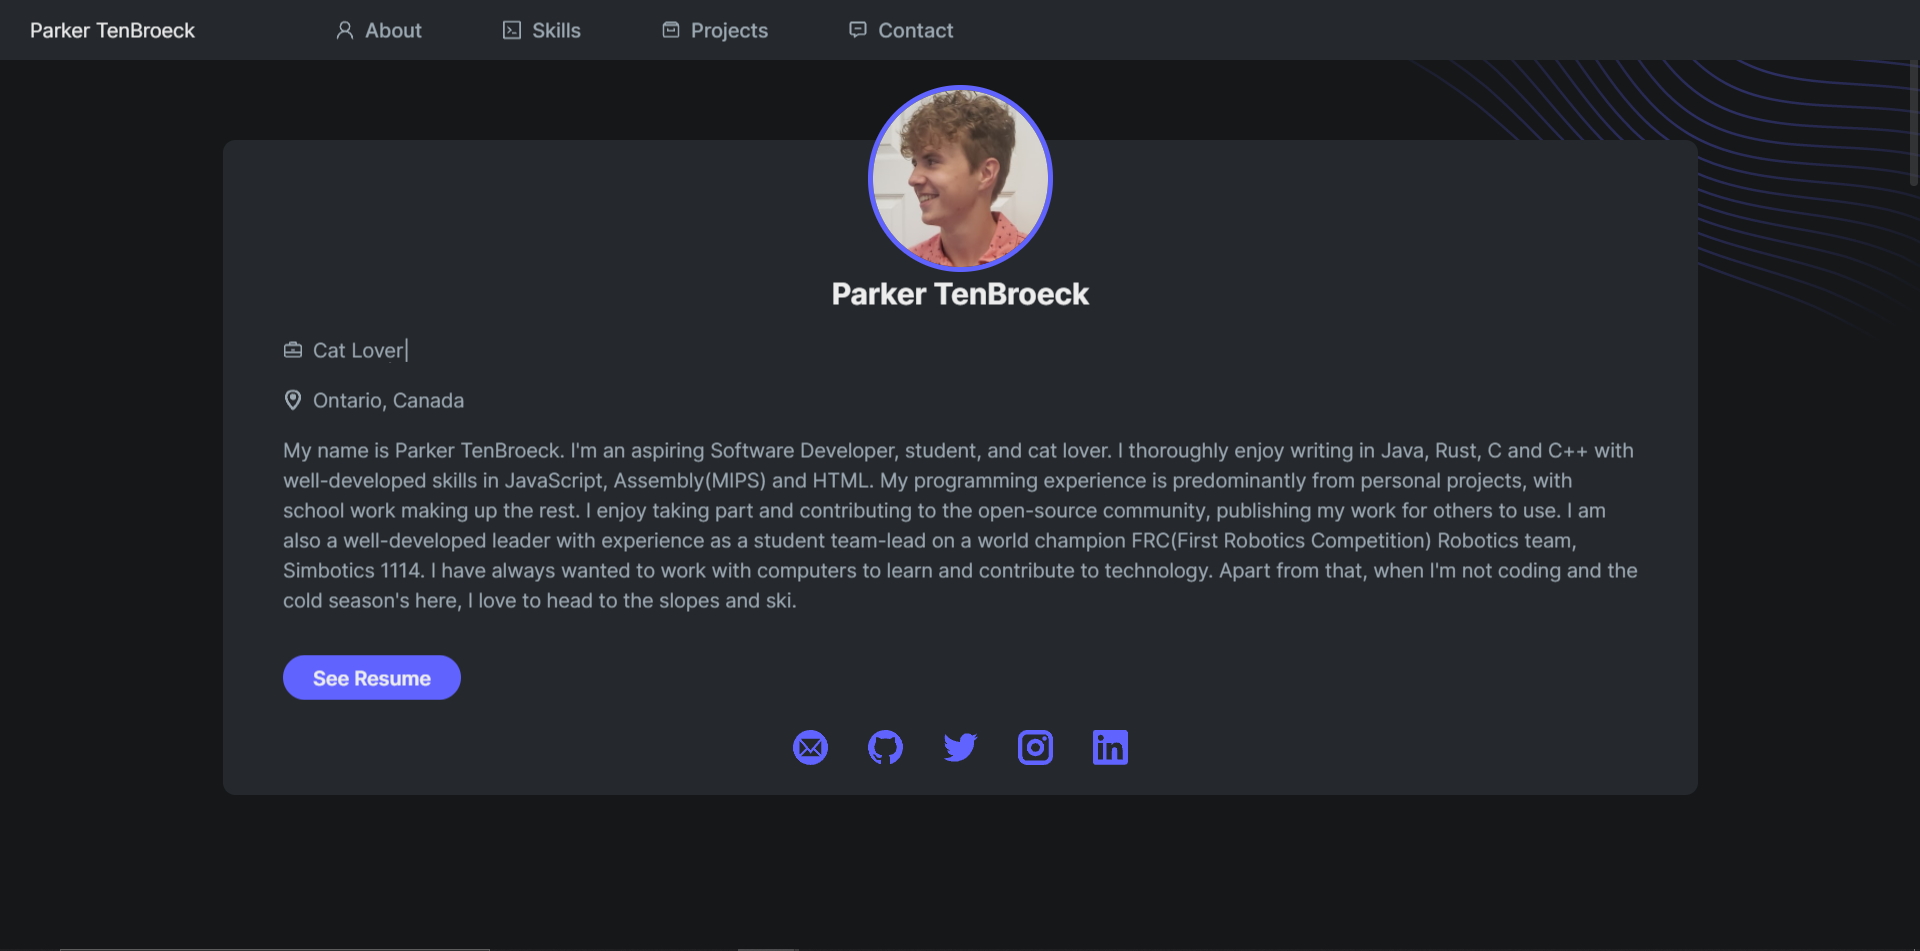 Parker TenBroeck
About
Skills
Projects
Contact
Parker TenBroeck
Cat Lover|
Ontario, Canada
My name is Parker TenBroeck. I'm an aspiring Software Developer, student, and cat lover. I thoroughly enjoy writing in Java, Rust, C and C++ with
well-developed skills in JavaScript, Assembly(MIPS) and HTML. My programming experience is predominantly from personal projects, with
school work making up the rest. I enjoy taking part and contributing to the open-source community, publishing my work for others to use. I am
also a well-developed leader with experience as a student team-lead on a world champion FRC(First Robotics Competition) Robotics team,
Simbotics 1114. I have always wanted to work with computers to learn and contribute to technology. Apart from that, when I'm not coding and the
cold season's here, I love to head to the slopes and ski.
See Resume
in